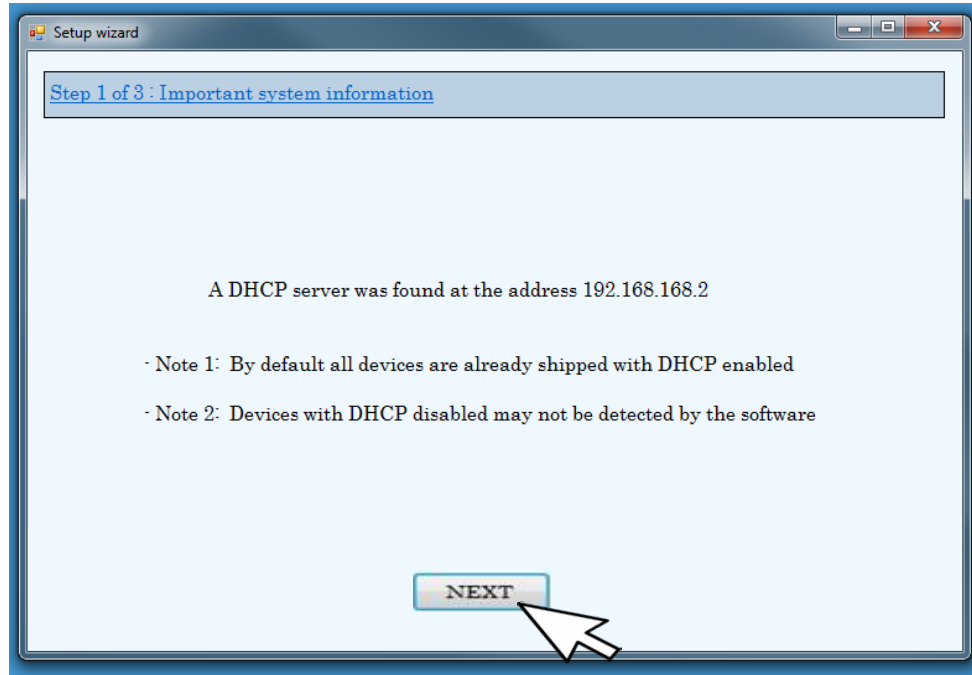 Setup wizard
Step 1 of 3 : Important system information
A DHCP server was found at the address 192.168.168.2
- Note 1: By default all devices are already shipped with DHCP enabled
- Note 2: Devices with DHCP disabled may not be detected by the software
NEXT